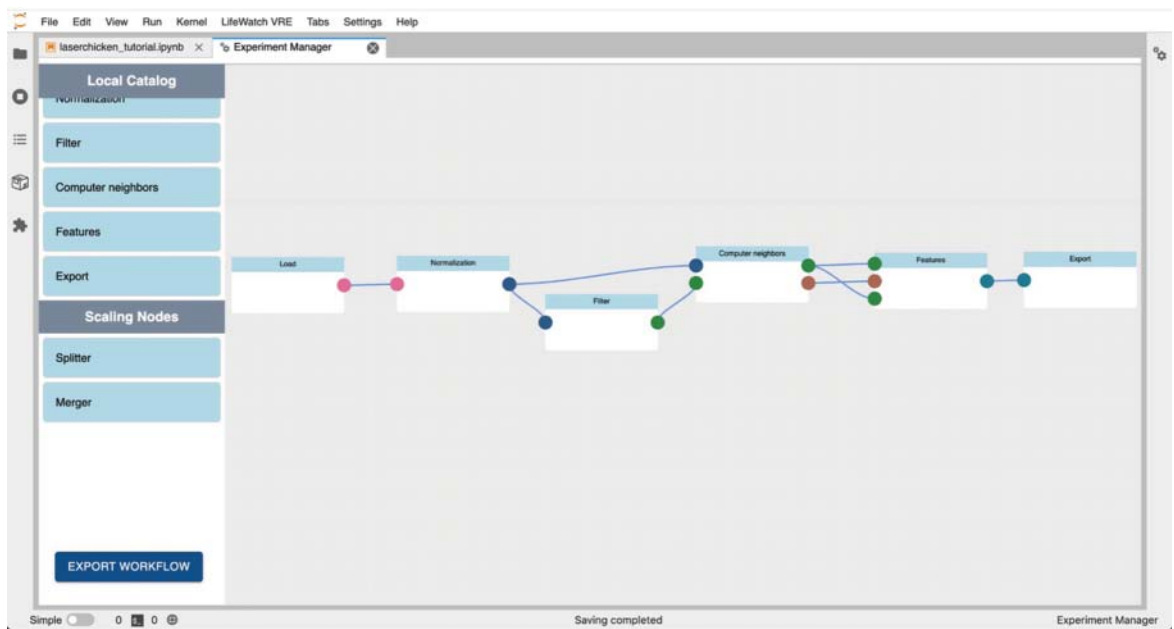 File Edit View Run Kernel LifeWatch VRE Tabs Settings Help
laserchicken_tutorial.ipynb Experiment Manager
Local Catalog
Normalization
Filter
Computer neighbors
Features
Export
Scaling Nodes
Splitter
Merger
EXPORT WORKFLOW
Load
Normalization
Filter
Computer neighbors
Features
Export
Simple 0 0 Saving completed Experiment Manager